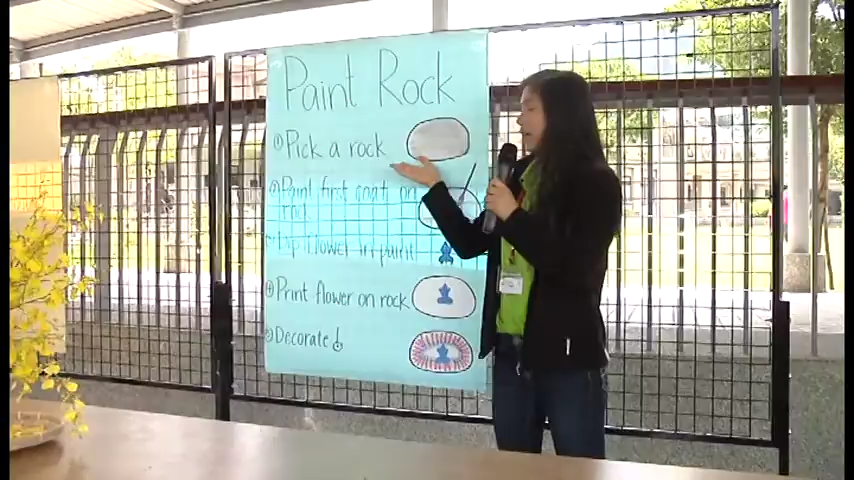 Paint Rock
① Pick a rock
② Paint first coat on
rock
③ Dip flower in paint
④ Print flower on rock
⑤ Decorate